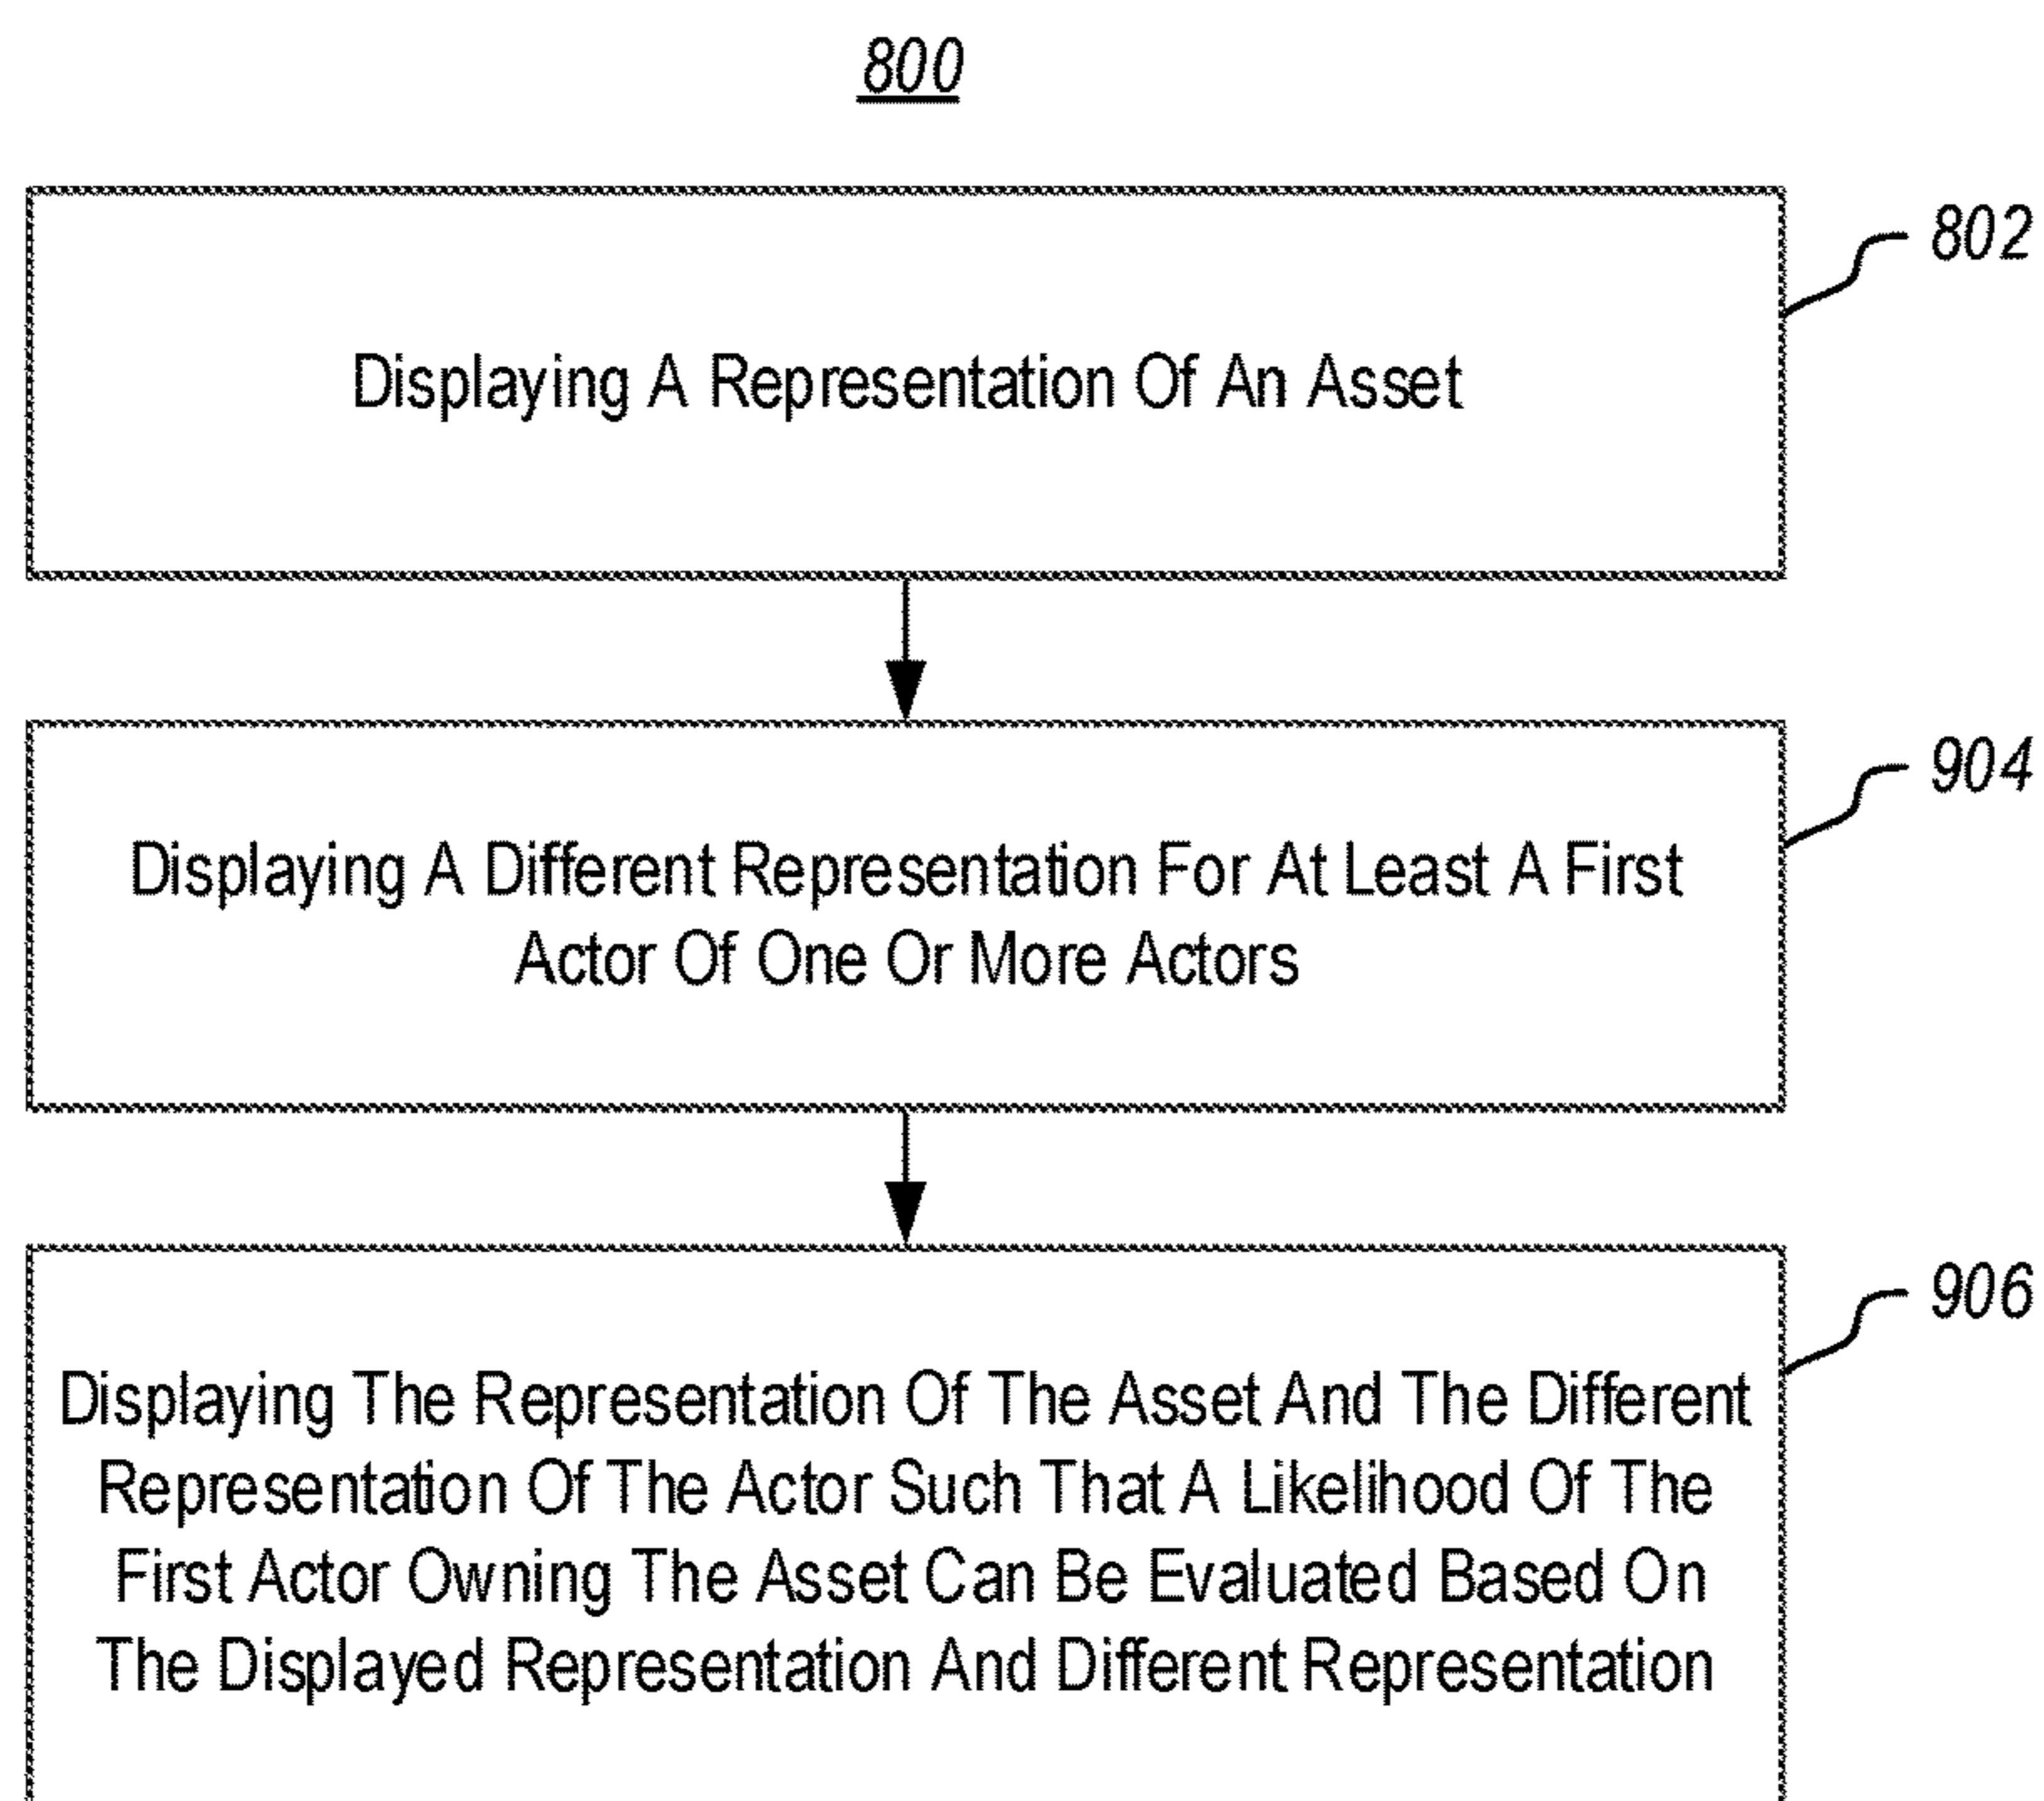 800
802
Displaying A Representation Of An Asset
904
Displaying A Different Representation For At Least A First
Actor Of One Or More Actors
906
Displaying The Representation Of The Asset And The Different
Representation Of The Actor Such That A Likelihood Of The
First Actor Owning The Asset Can Be Evaluated Based On
The Displayed Representation And Different Representation